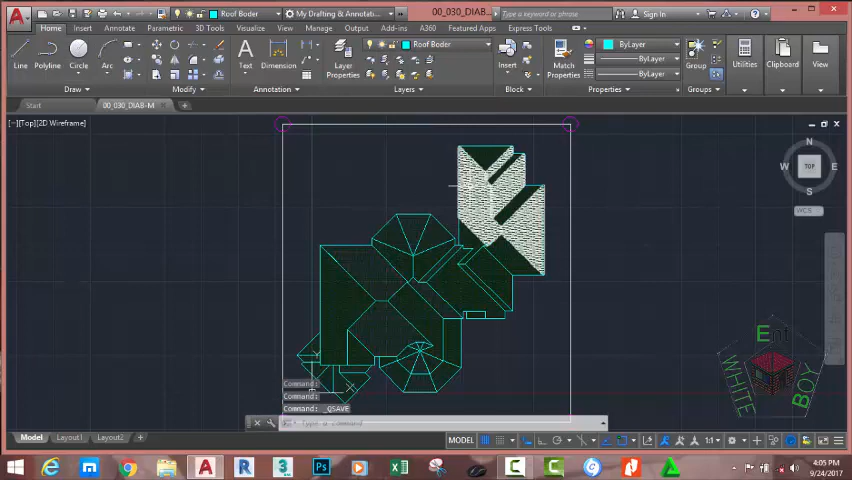 Roof Boder
My Drafting & Annotati...
00_030_DIAB...
Type a keyword or phrase
Sign In
Home
Insert
Annotate
Parametric
3D Tools
Visualize
View
Manage
Output
Add-ins
A360
Express Tools
Featured Apps
Line
Polyline
Circle
Arc
Text
Dimension
Layer
Properties
Roof Boder
Insert
Match
Properties
ByLayer
ByLayer
ByLayer
Group
Utilities
Clipboard
View
Draw
Modify
Annotation
Layers
Block
Properties
Groups
Start
00_030_DIAB-M
[−][Top][2D Wireframe]
N
W
TOP
E
S
WCS
Ent
WHITE
BOY
Command:
Command:
Command: _QSAVE
Type a command
Model
Layout1
Layout2
MODEL
1:1
4:05 PM
9/24/2017